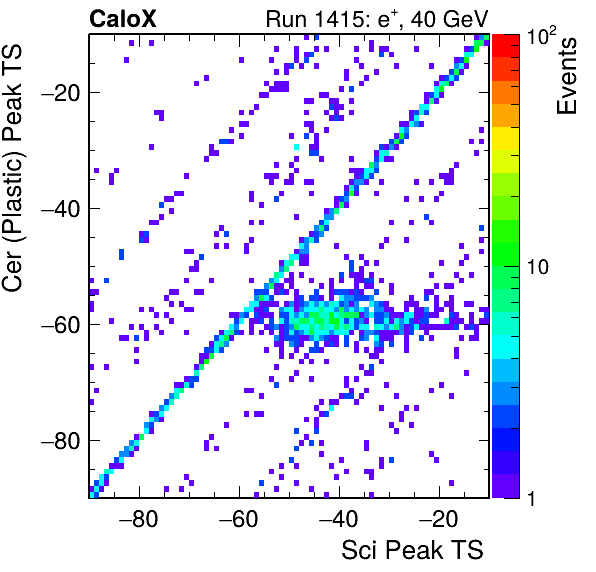 CaloX Run 1415: e+, 40 GeV
Cer (Plastic) Peak TS
−20
−40
−60
−80
−80 −60 −40 −20
Sci Peak TS
10²
10
1
Events